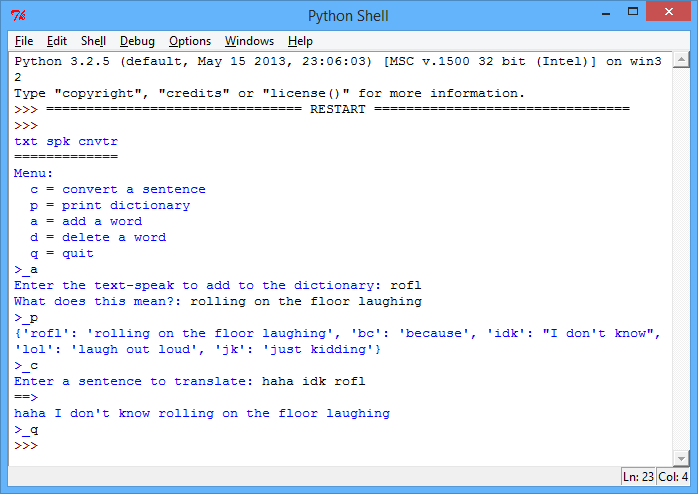 Python Shell
File Edit Shell Debug Options Windows Help
Python 3.2.5 (default, May 15 2013, 23:06:03) [MSC v.1500 32 bit (Intel)] on win3
2
Type "copyright", "credits" or "license()" for more information.
>>> ================================ RESTART ================================
>>>
txt spk cnvtr
=============
Menu:
  c = convert a sentence
  p = print dictionary
  a = add a word
  d = delete a word
  q = quit
>_a
Enter the text-speak to add to the dictionary: rofl
What does this mean?: rolling on the floor laughing
>_p
{'rofl': 'rolling on the floor laughing', 'bc': 'because', 'idk': "I don't know",
'lol': 'laugh out loud', 'jk': 'just kidding'}
>_c
Enter a sentence to translate: haha idk rofl
==>
haha I don't know rolling on the floor laughing
>_q
>>>
Ln: 23 Col: 4